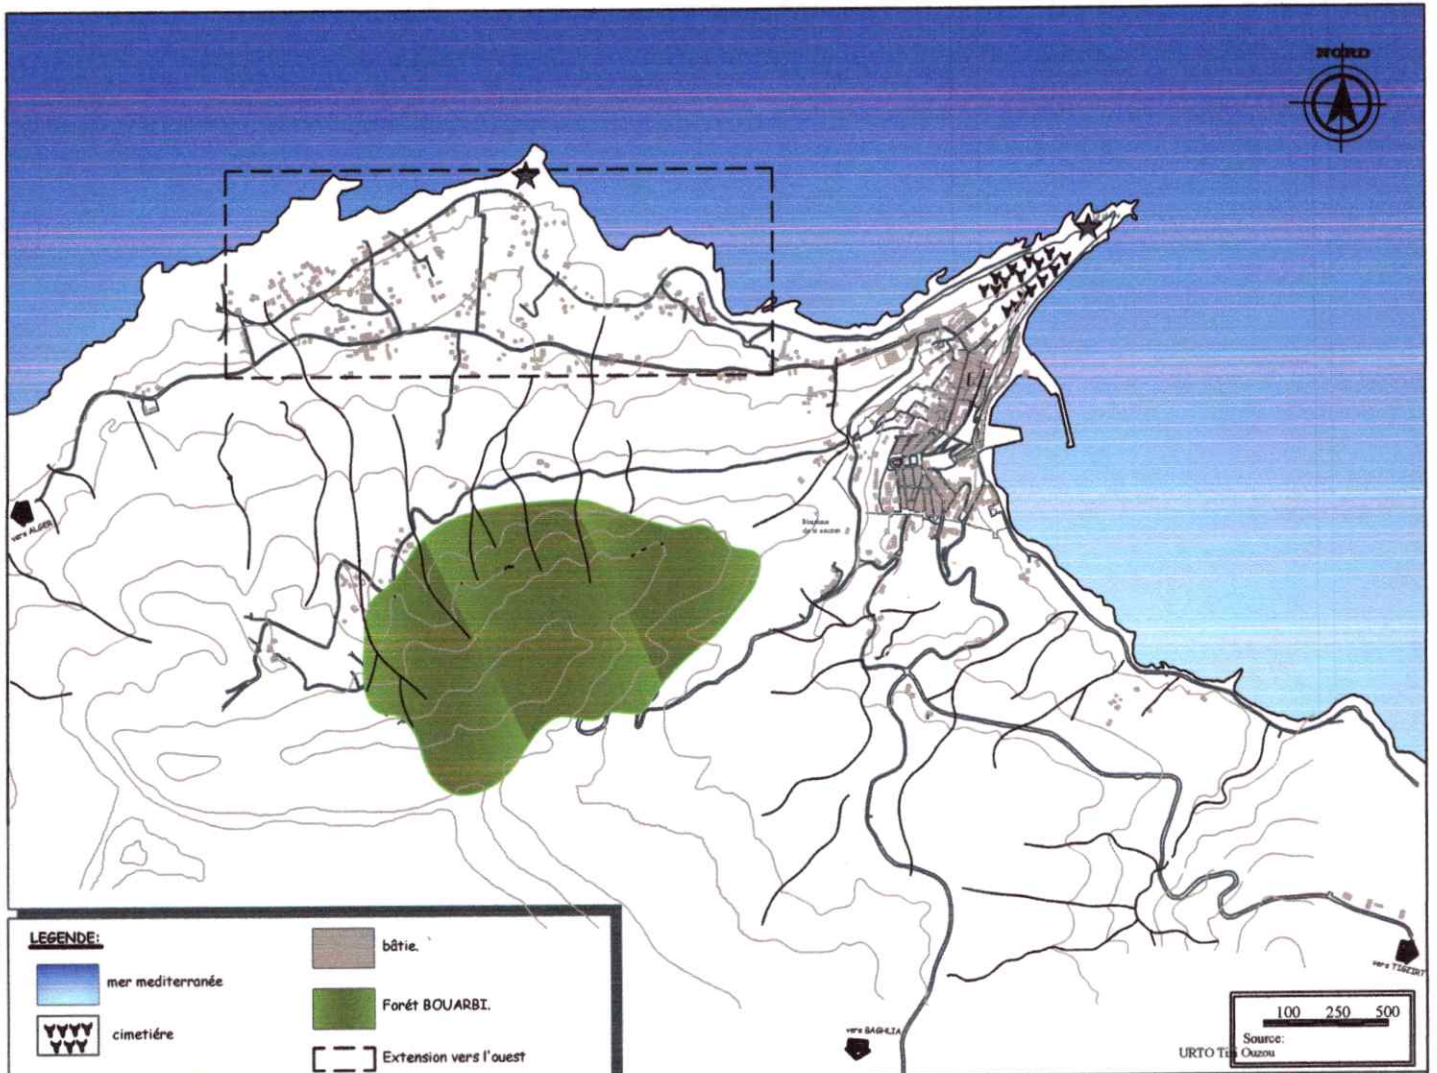 NORD
vers ALGER
vers TIGZIRT
vers BAGHLIA
LEGENDE:
mer mediterranée
cimetiére
bâtie.
Forét BOUARBI.
Extension vers l'ouest
100 250 500
Source:
URTO Tizi Ouzou